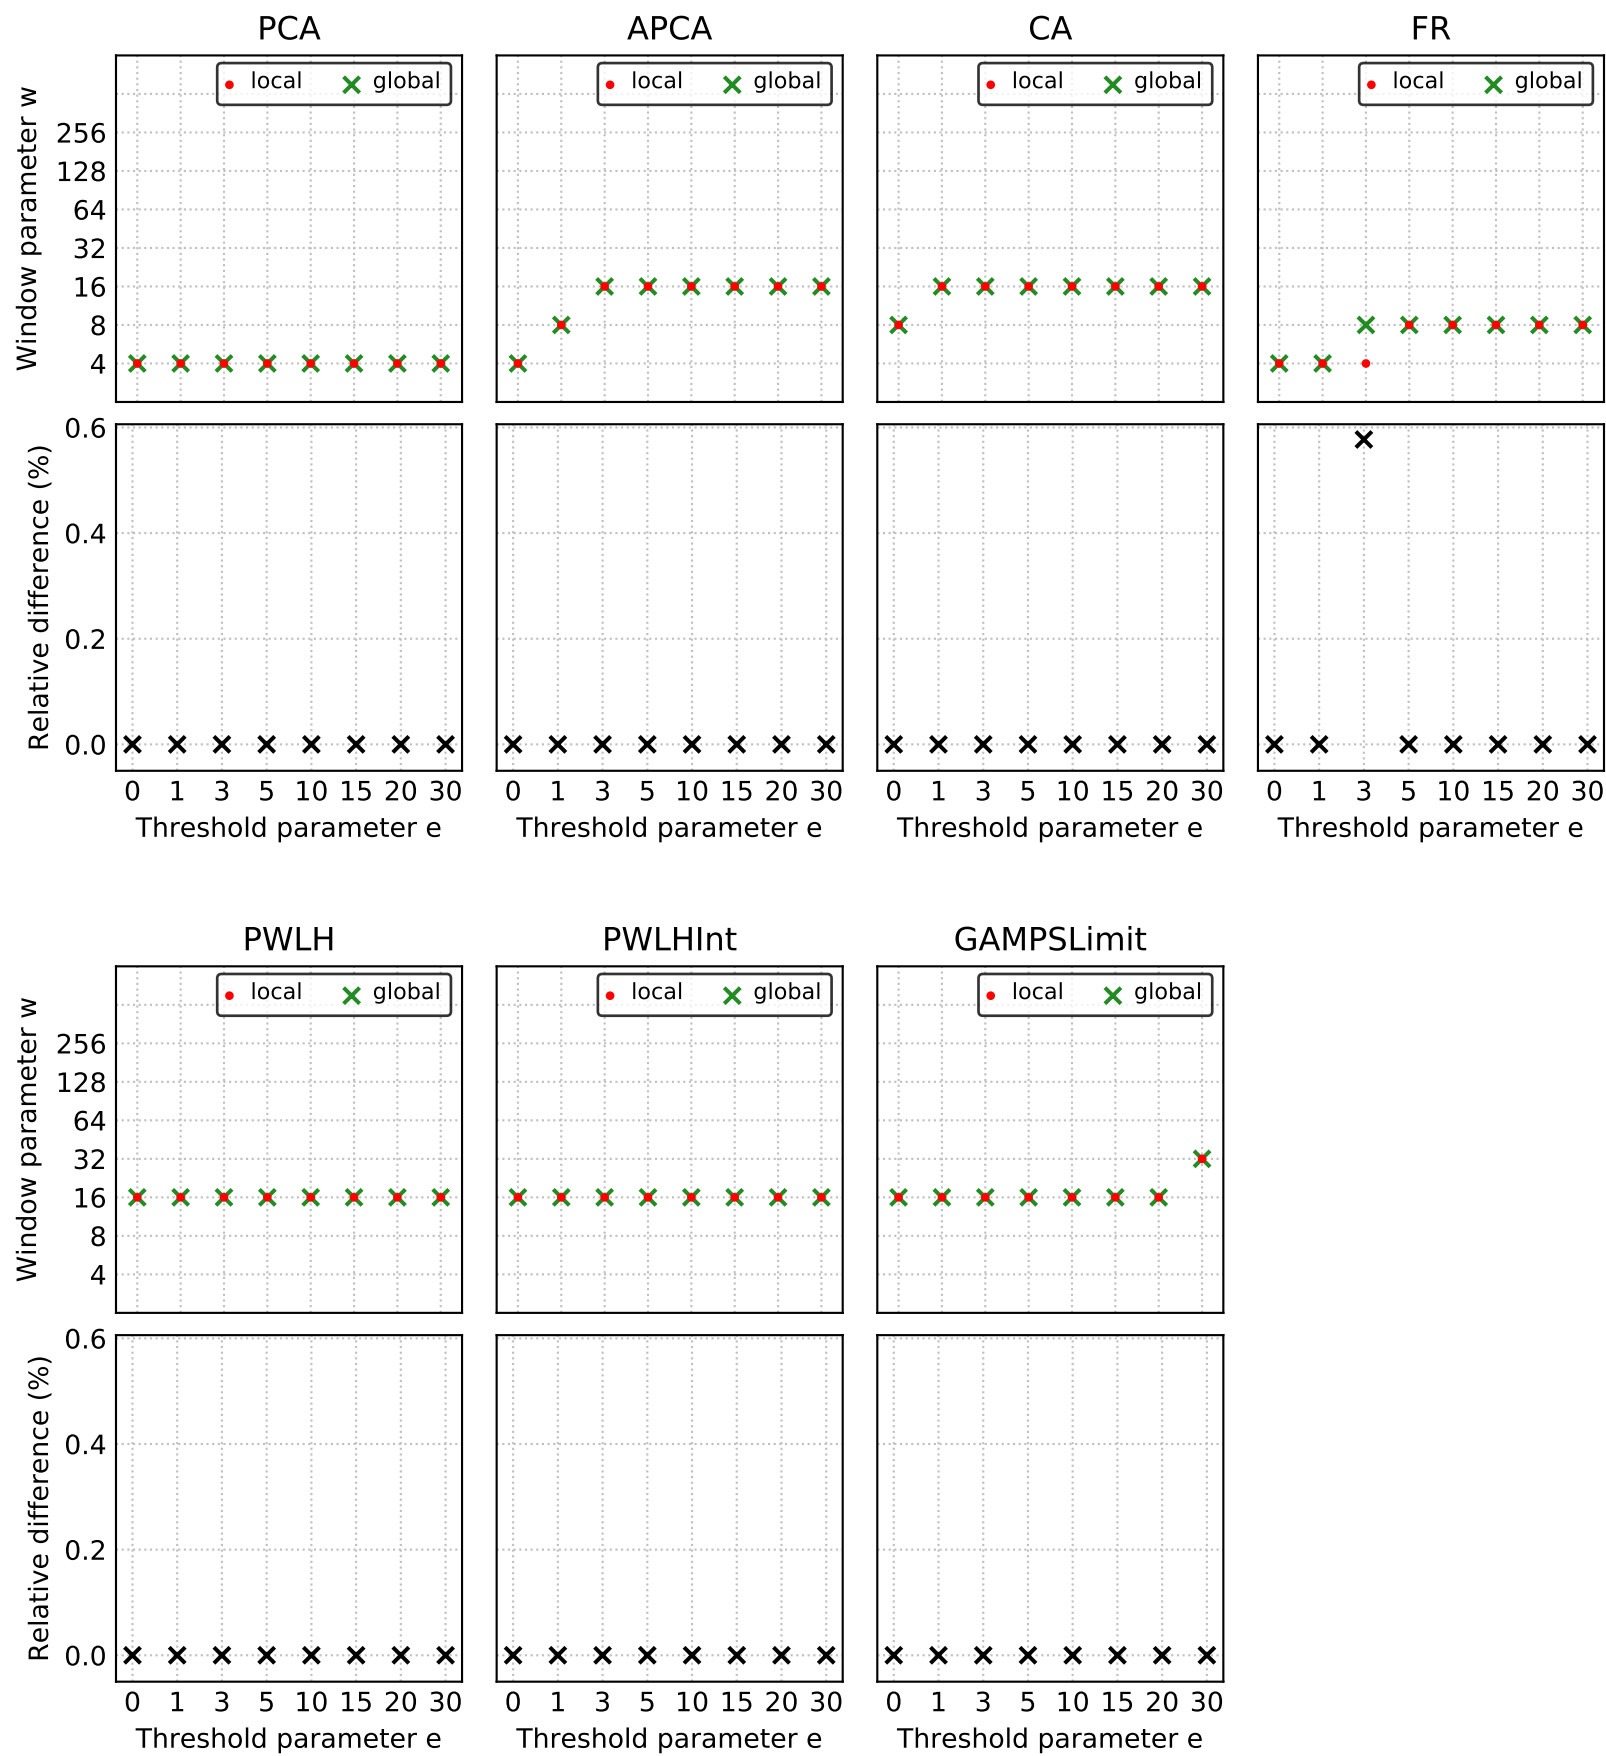 PCA APCA CA FR
local global local global local global local global
Window parameter w
256
128
64
32
16
8
4
Relative difference (%)
0.6
0.4
0.2
0.0
0 1 3 5 10 15 20 30 0 1 3 5 10 15 20 30 0 1 3 5 10 15 20 30 0 1 3 5 10 15 20 30
Threshold parameter e Threshold parameter e Threshold parameter e Threshold parameter e
PWLH PWLHInt GAMPSLimit
local global local global local global
Window parameter w
256
128
64
32
16
8
4
Relative difference (%)
0.6
0.4
0.2
0.0
0 1 3 5 10 15 20 30 0 1 3 5 10 15 20 30 0 1 3 5 10 15 20 30
Threshold parameter e Threshold parameter e Threshold parameter e